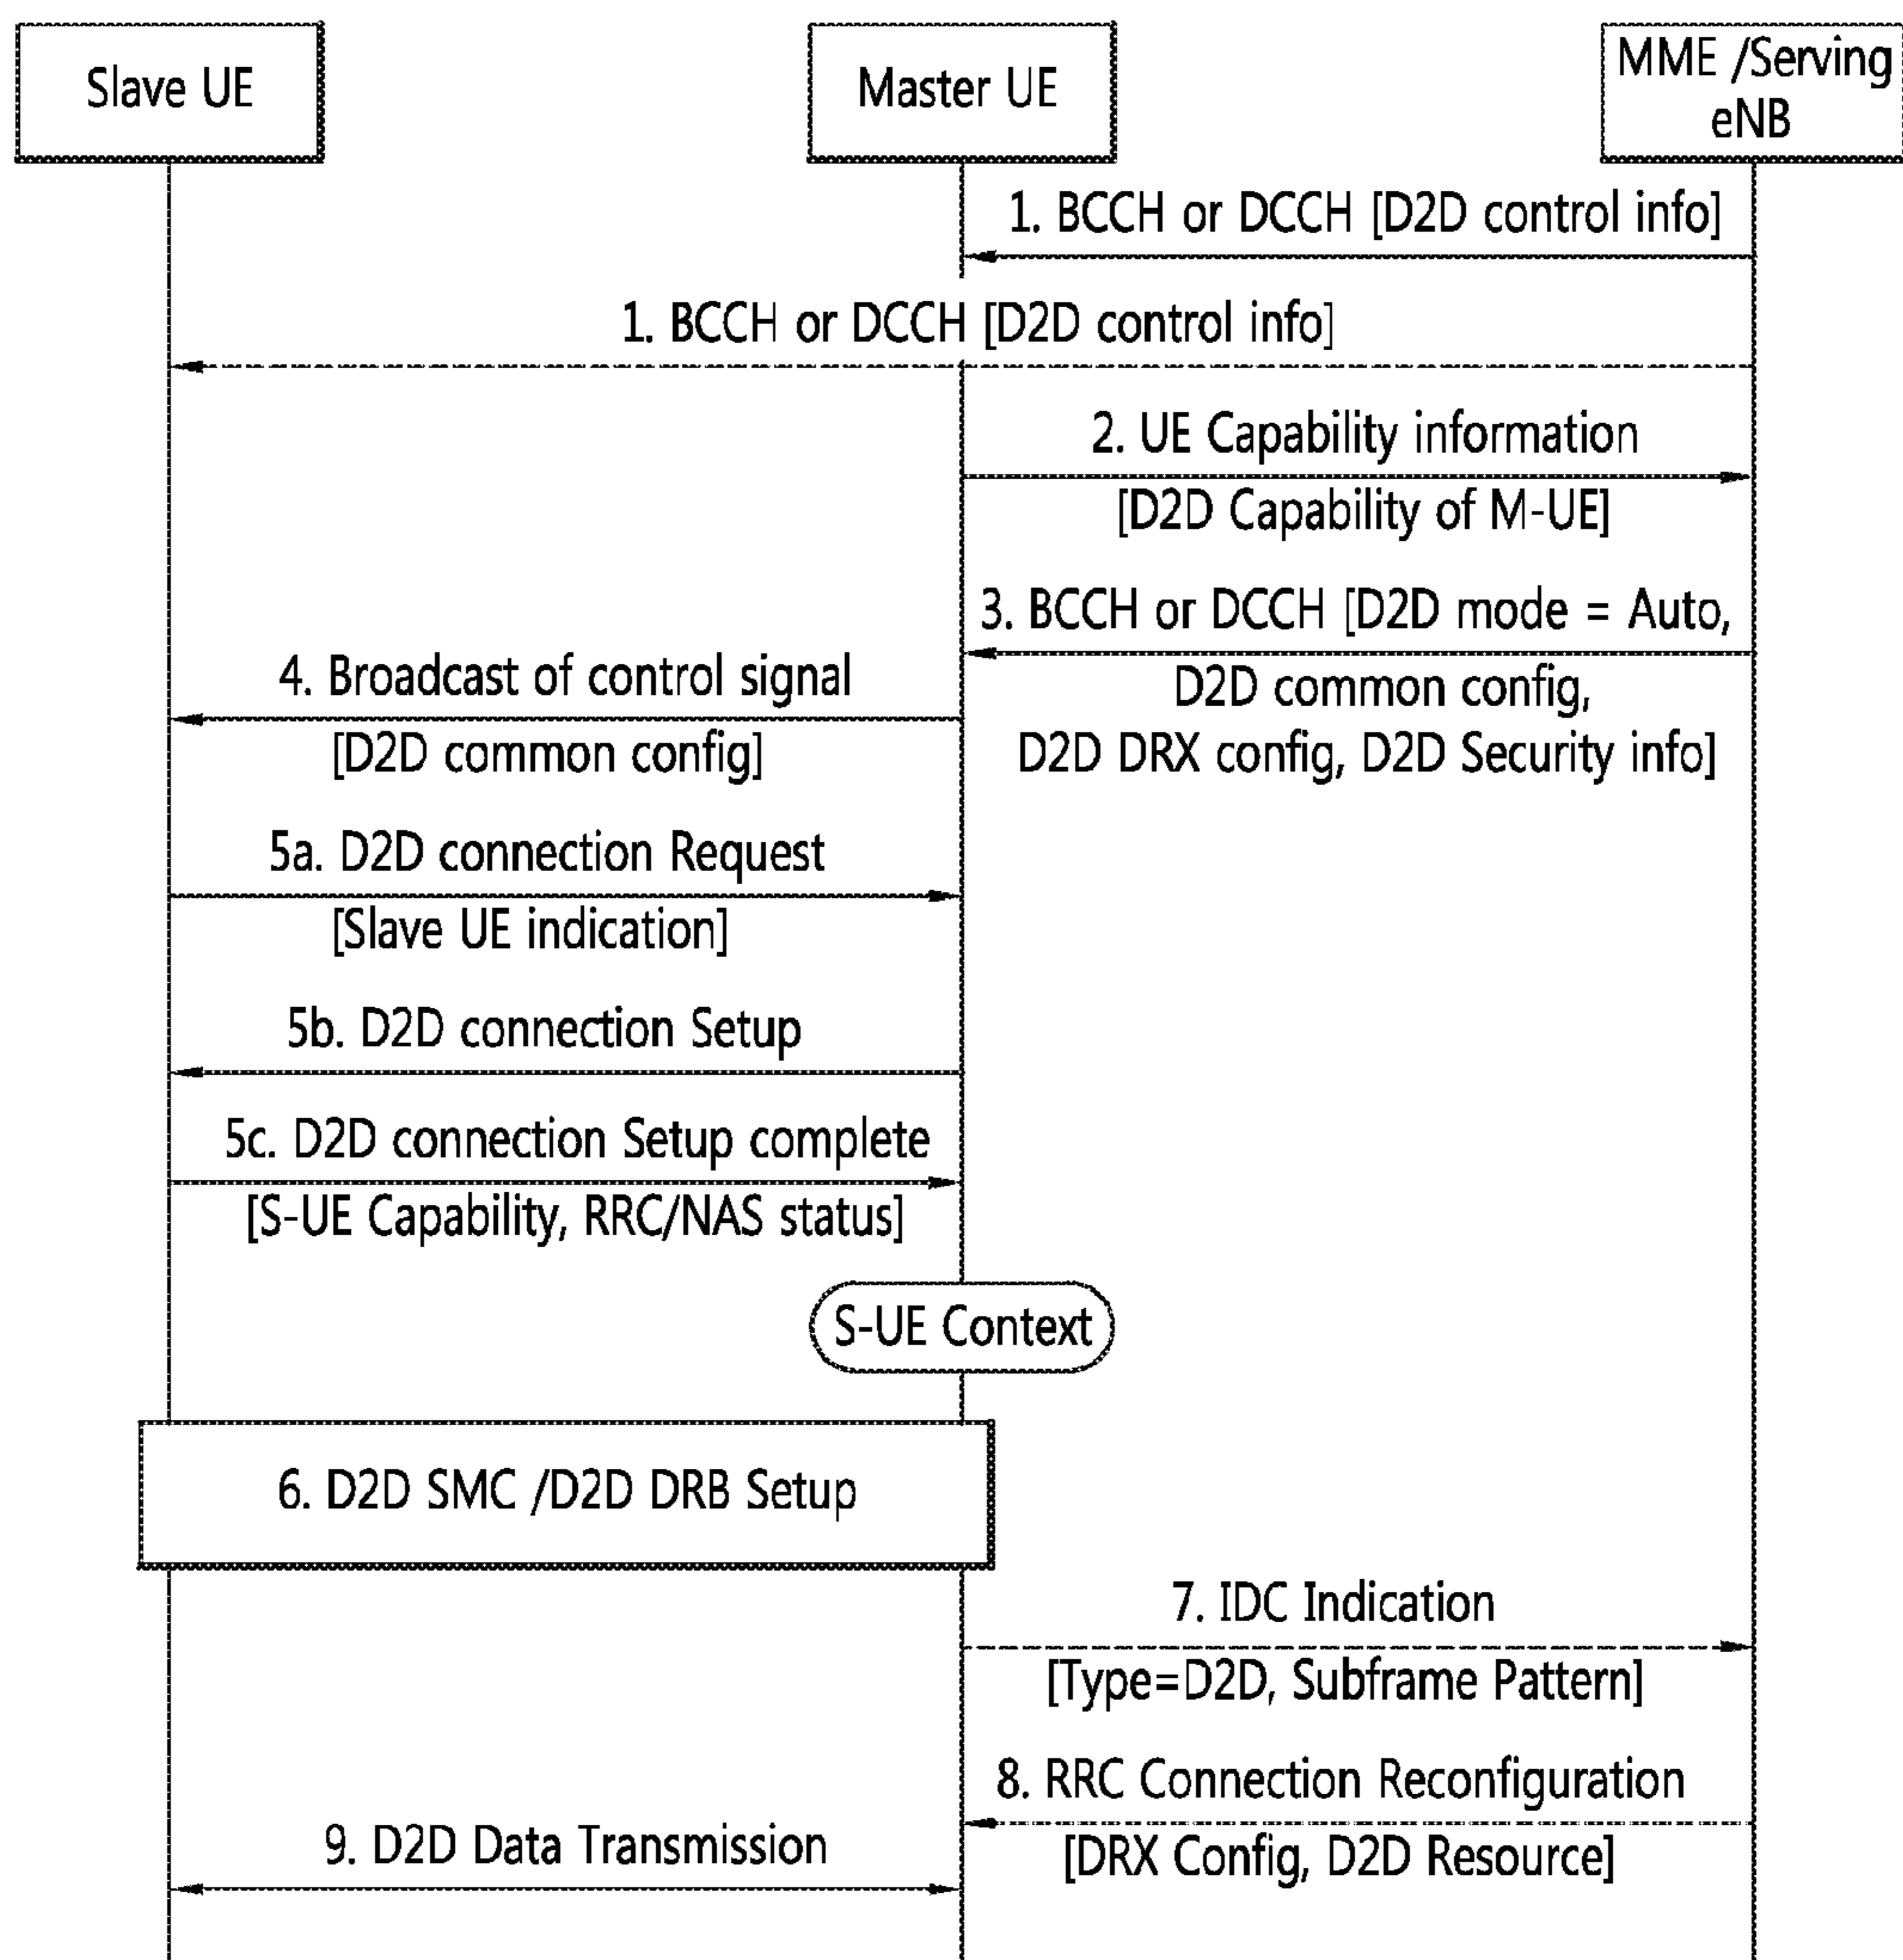 Slave UE
Master UE
MME /Serving
eNB
1. BCCH or DCCH [D2D control info]
1. BCCH or DCCH [D2D control info]
2. UE Capability information
[D2D Capability of M-UE]
3. BCCH or DCCH [D2D mode = Auto,
D2D common config,
D2D DRX config, D2D Security info]
4. Broadcast of control signal
[D2D common config]
5a. D2D connection Request
[Slave UE indication]
5b. D2D connection Setup
5c. D2D connection Setup complete
[S-UE Capability, RRC/NAS status]
S-UE Context
6. D2D SMC /D2D DRB Setup
7. IDC Indication
[Type=D2D, Subframe Pattern]
8. RRC Connection Reconfiguration
[DRX Config, D2D Resource]
9. D2D Data Transmission